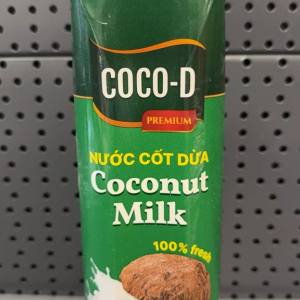 COCO-D
PREMIUM
NƯỚC CỐT DỪA
Coconut
Milk
100% fresh